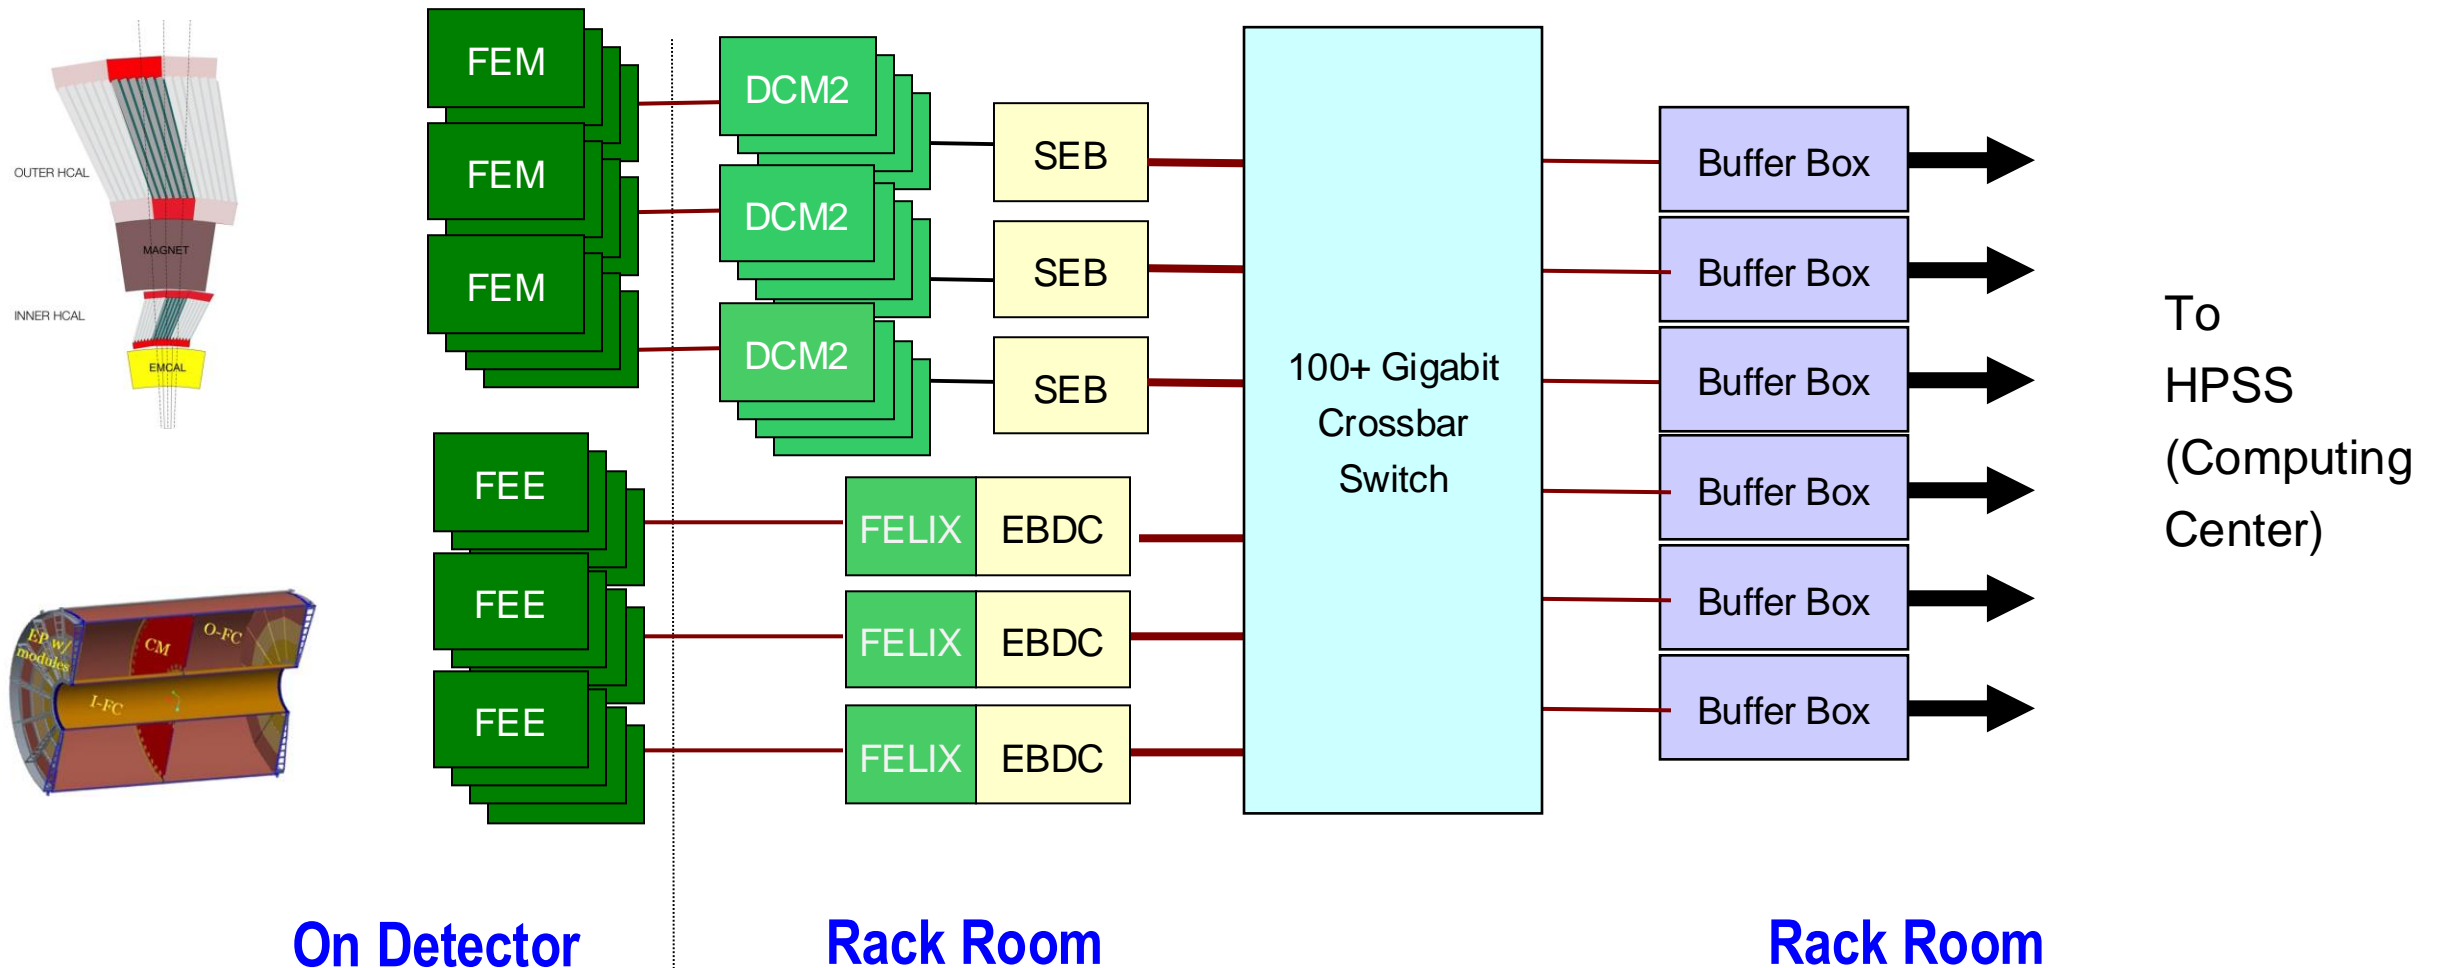 OUTER HCAL
MAGNET
INNER HCAL
EMCAL
EP w/
modules
CM
O-FC
I-FC
FEM
FEM
FEM
FEE
FEE
FEE
DCM2
DCM2
DCM2
SEB
SEB
SEB
FELIX
EBDC
FELIX
EBDC
FELIX
EBDC
100+ Gigabit
Crossbar
Switch
Buffer Box
Buffer Box
Buffer Box
Buffer Box
Buffer Box
Buffer Box
To
HPSS
(Computing
Center)
On Detector
Rack Room
Rack Room